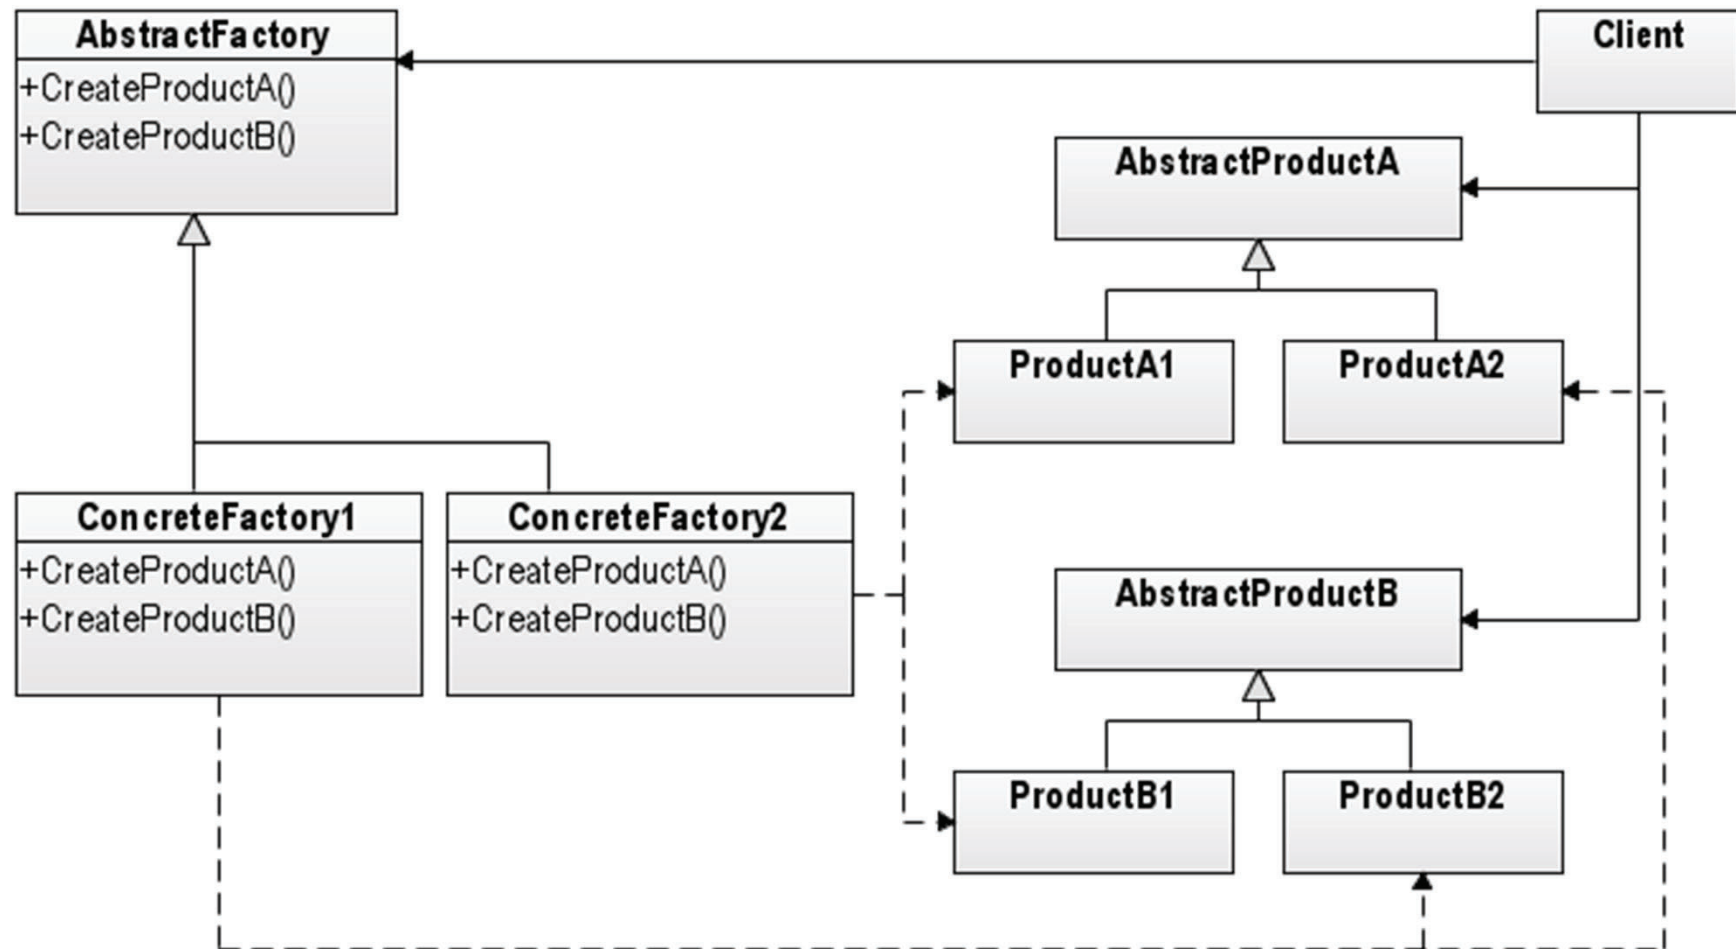 AbstractFactory
+CreateProductA()
+CreateProductB()
Client
AbstractProductA
ProductA1
ProductA2
ConcreteFactory1
+CreateProductA()
+CreateProductB()
ConcreteFactory2
+CreateProductA()
+CreateProductB()
AbstractProductB
ProductB1
ProductB2